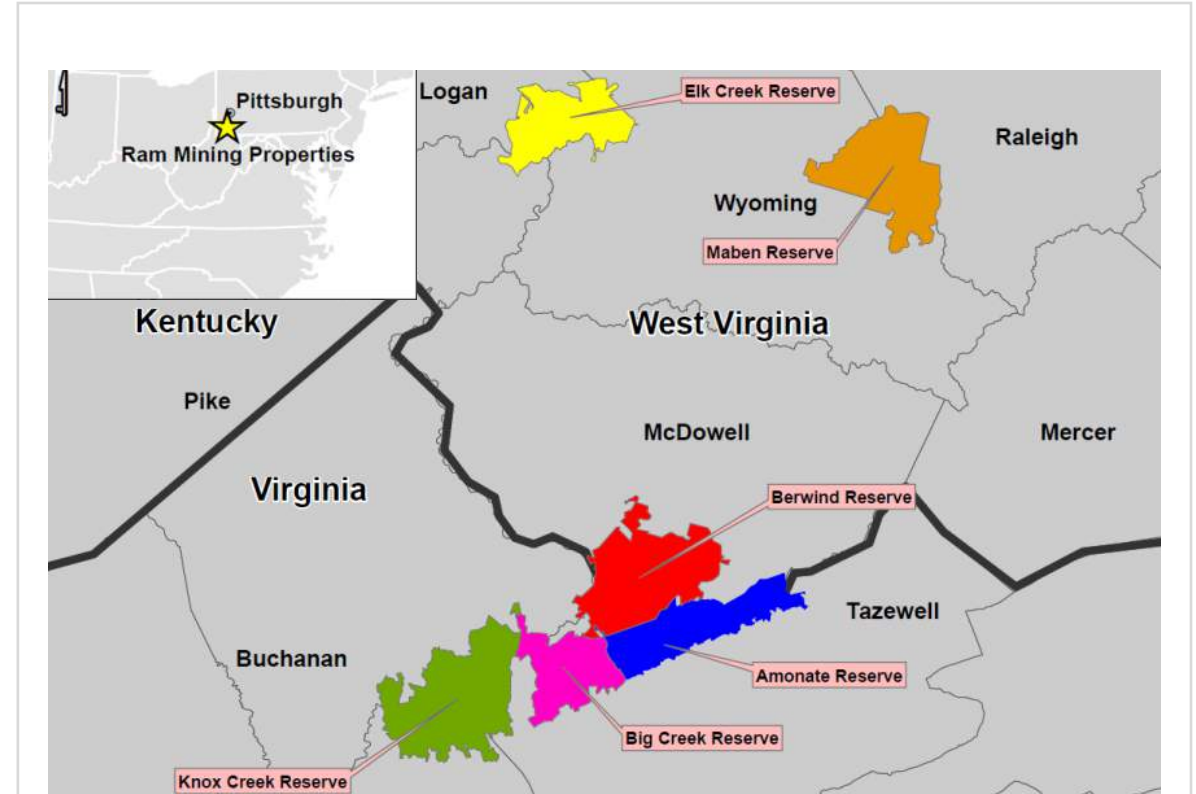 Pittsburgh
Ram Mining Properties
Logan
Elk Creek Reserve
Raleigh
Wyoming
Maben Reserve
Kentucky
West Virginia
Pike
McDowell
Mercer
Virginia
Berwind Reserve
Tazewell
Buchanan
Amonate Reserve
Big Creek Reserve
Knox Creek Reserve